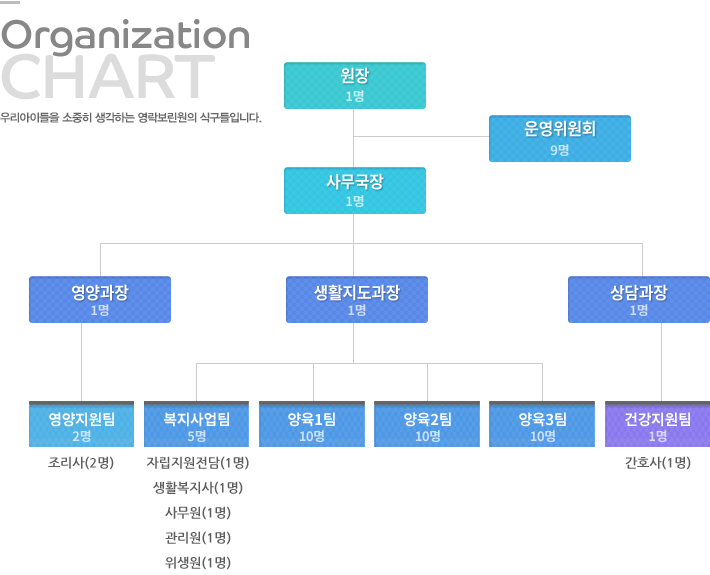 Organization
CHART
우리아이들을 소중히 생각하는 영락보린원의 식구들입니다.
원장
1명
운영위원회
9명
사무국장
1명
영양과장
1명
생활지도과장
1명
상담과장
1명
영양지원팀
2명
복지사업팀
5명
양육1팀
10명
양육2팀
10명
양육3팀
10명
건강지원팀
1명
조리사(2명)
자립지원전담(1명)
간호사(1명)
생활복지사(1명)
사무원(1명)
관리원(1명)
위생원(1명)